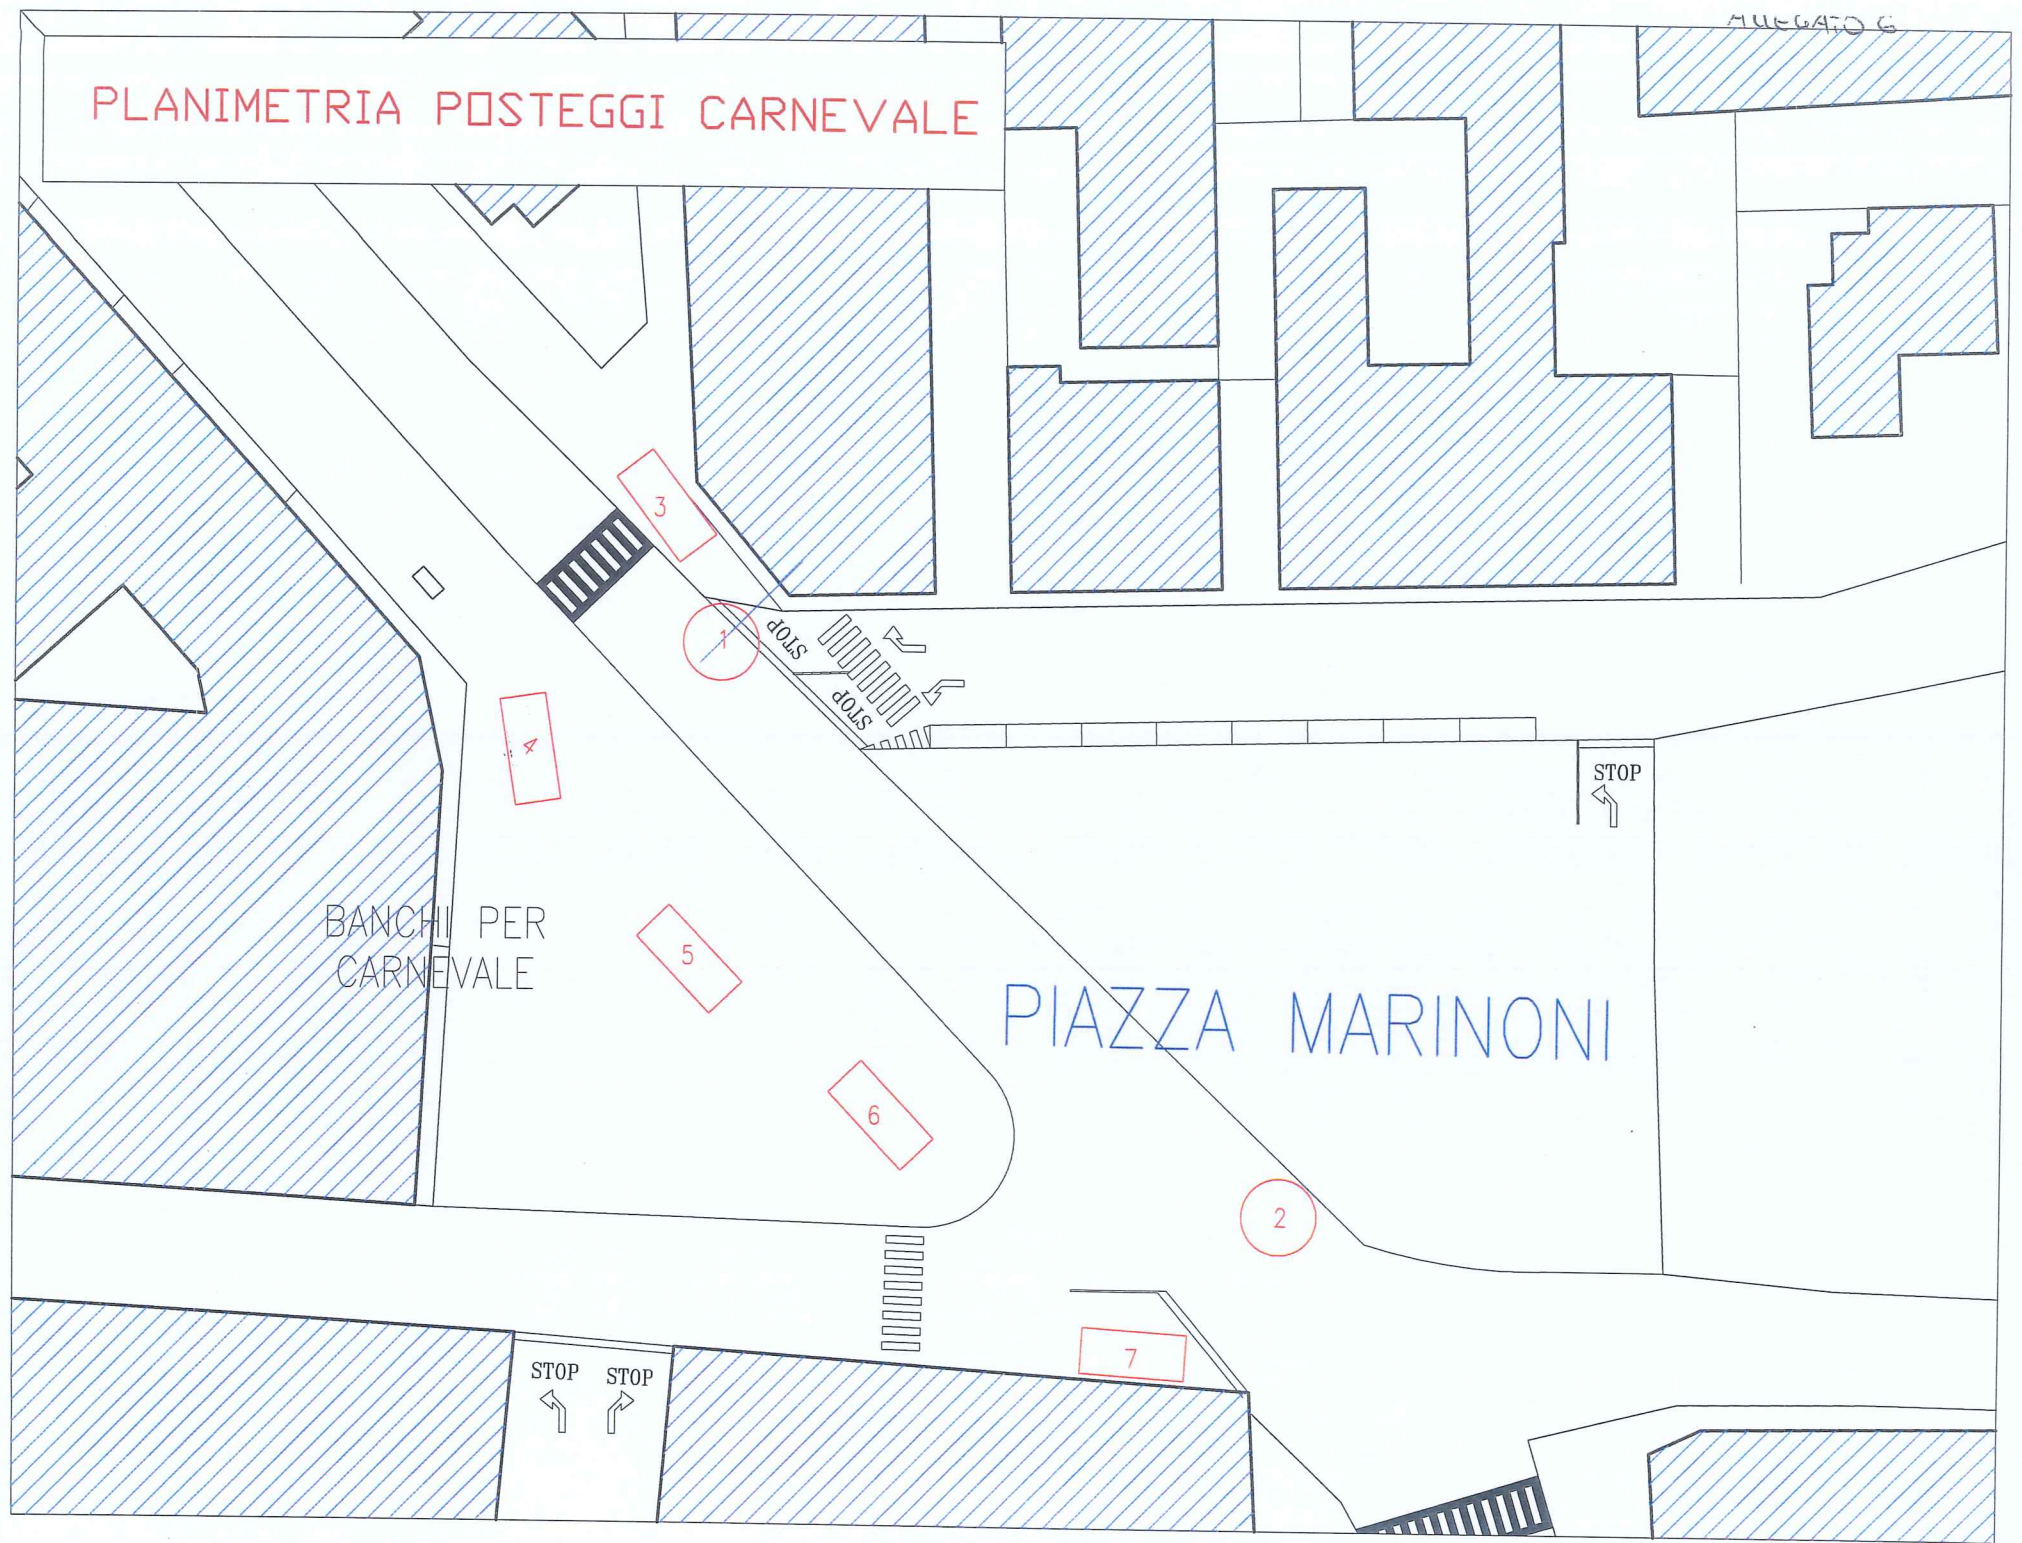 ALLEGATO G
PLANIMETRIA POSTEGGI CARNEVALE
3
1
STOP
STOP
4
STOP
BANCHI PER
CARNEVALE
5
PIAZZA MARINONI
6
2
7
STOP
STOP